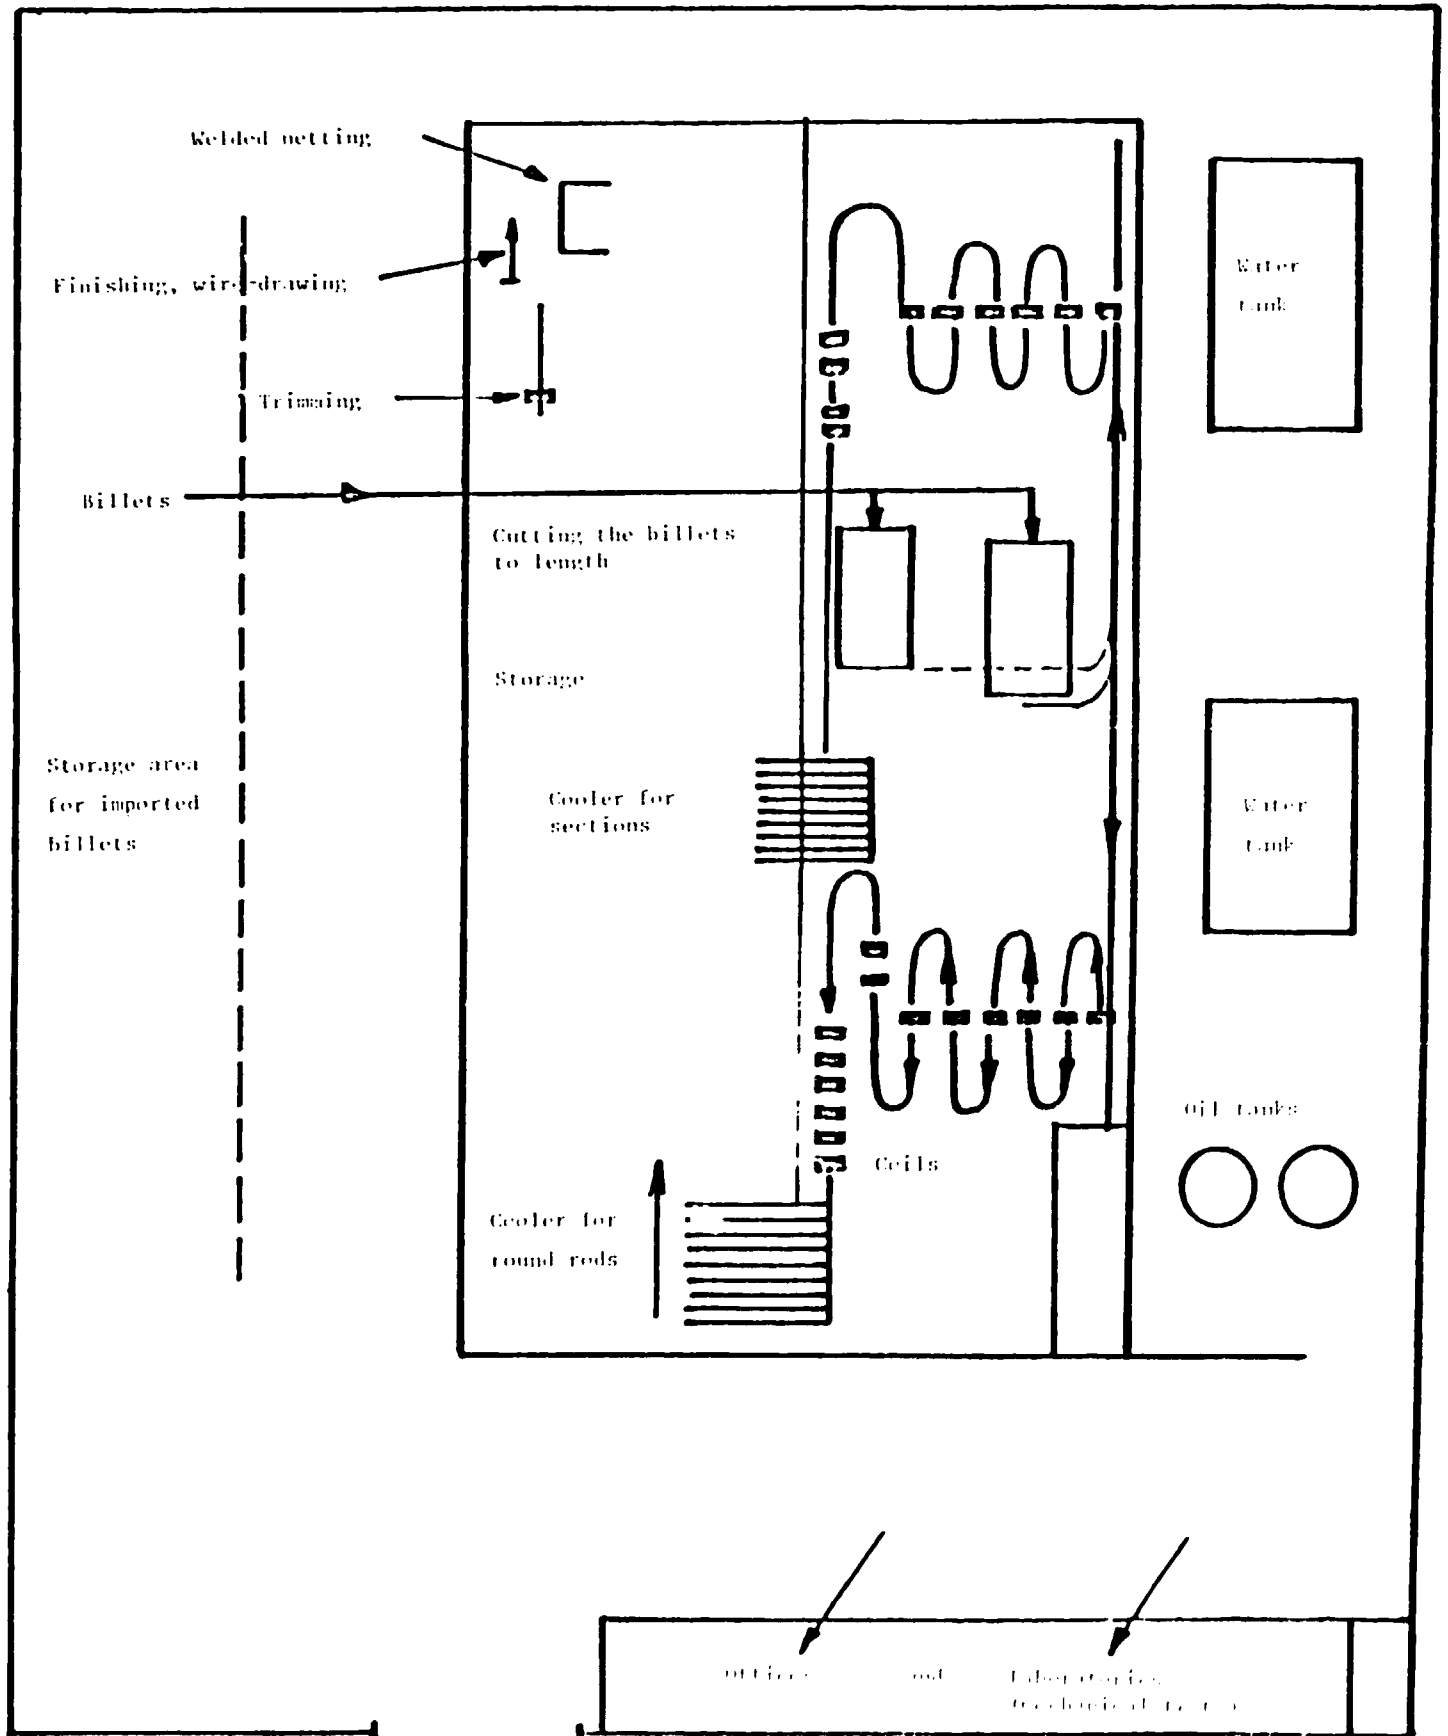 Welded netting
Finishing, wire-drawing
Trimming
Billets
Water
tank
Cutting the billets
to length
Storage
Storage area
for imported
billets
Cooler for
sections
Water
tank
Oil tanks
Coils
Cooler for
round rods
Offices and Laboratories